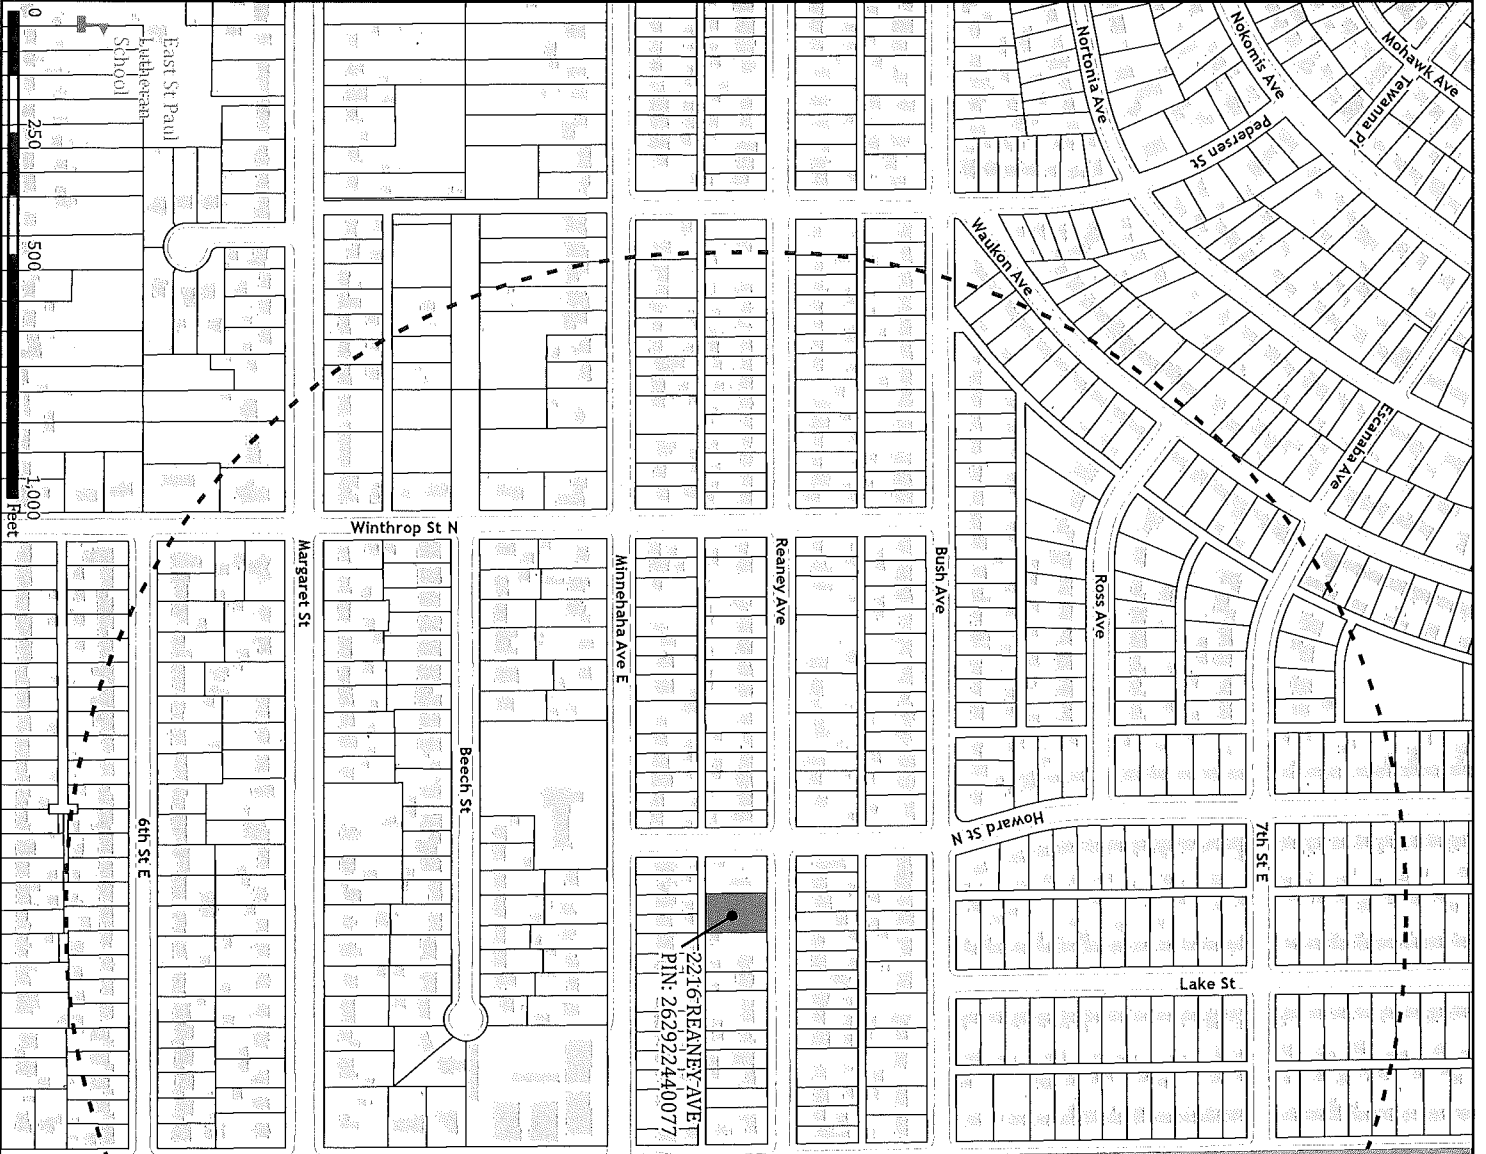 Mohawk Ave
Tewanna Pl
Nokomis Ave
Nortonia Ave
Pedersen St
Waukon Ave
Escanaba Ave
East St Paul
Lutheran
School
0
250
500
1,000
Feet
Winthrop St N
Margaret St
Minnehaha Ave E
Reaney Ave
Bush Ave
Ross Ave
Beech St
6th St E
Howard St N
7th St E
Lake St
2216 REANEY AVE
PIN: 262922440077